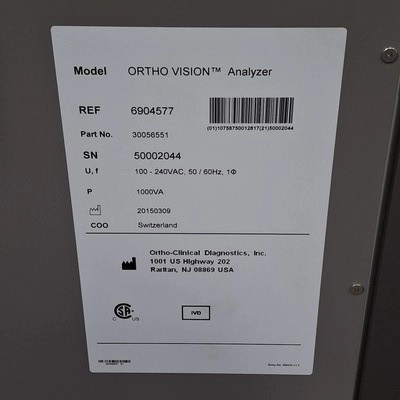 Model ORTHO VISION™ Analyzer
REF 6904577
(01)10758750012817(21)50002044
Part No. 30056551
SN 50002044
U, f 100 - 240VAC, 50 / 60Hz, 1Φ
P 1000VA
20150309
COO Switzerland
Ortho-Clinical Diagnostics, Inc.
1001 US Highway 202
Raritan, NJ 08869 USA
C US
IVD